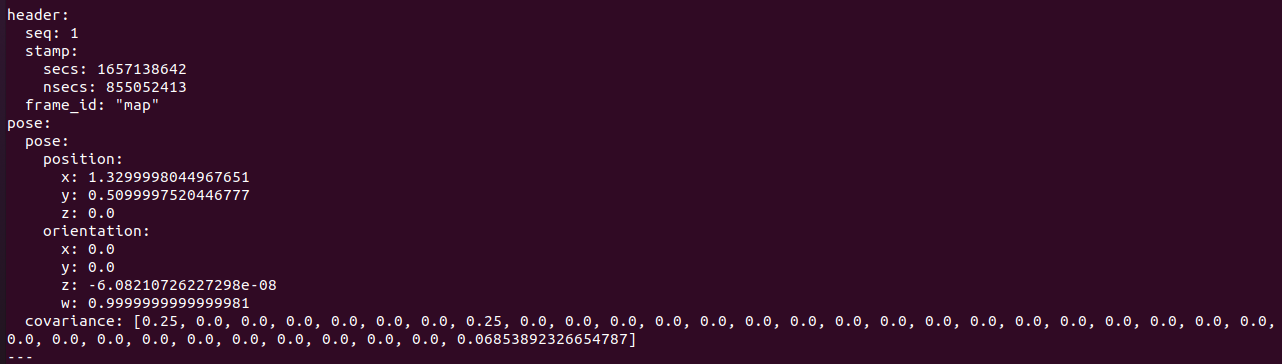 header:
  seq: 1
  stamp:
    secs: 1657138642
    nsecs: 855052413
  frame_id: "map"
pose:
  pose:
    position:
      x: 1.3299998044967651
      y: 0.5099997520446777
      z: 0.0
    orientation:
      x: 0.0
      y: 0.0
      z: -6.08210726227298e-08
      w: 0.9999999999999981
  covariance: [0.25, 0.0, 0.0, 0.0, 0.0, 0.0, 0.0, 0.25, 0.0, 0.0, 0.0, 0.0, 0.0, 0.0, 0.0, 0.0, 0.0, 0.0, 0.0, 0.0, 0.0, 0.0, 0.0, 0.0, 0.0,
0.0, 0.0, 0.0, 0.0, 0.0, 0.0, 0.0, 0.0, 0.0, 0.0, 0.06853892326654787]
---